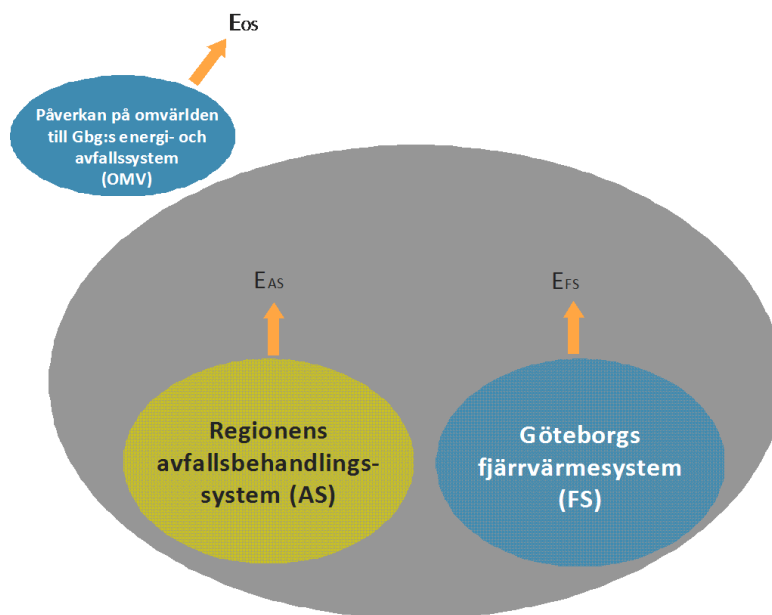 Eos
Påverkan på omvärlden
till Gbg:s energi- och
avfallssystem
(OMV)
EAS
EFS
Regionens
avfallsbehandlings-
system (AS)
Göteborgs
fjärrvärmesystem
(FS)